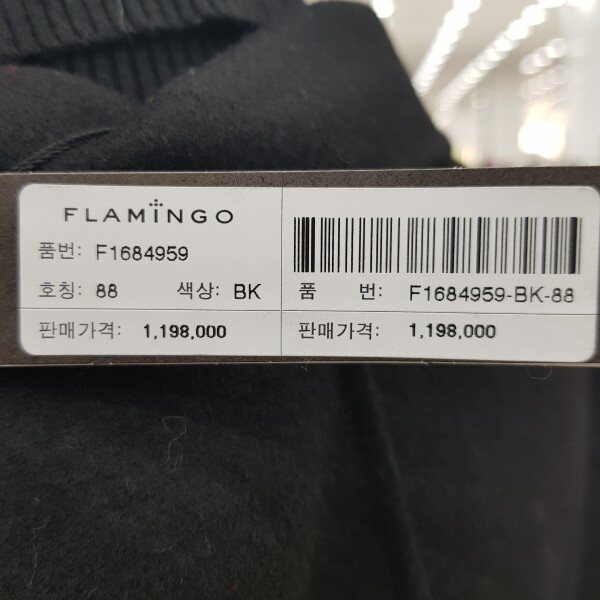 FLAMINGO
품번: F1684959
호칭: 88 색상: BK
판매가격: 1,198,000
품 번: F1684959-BK-88
판매가격: 1,198,000